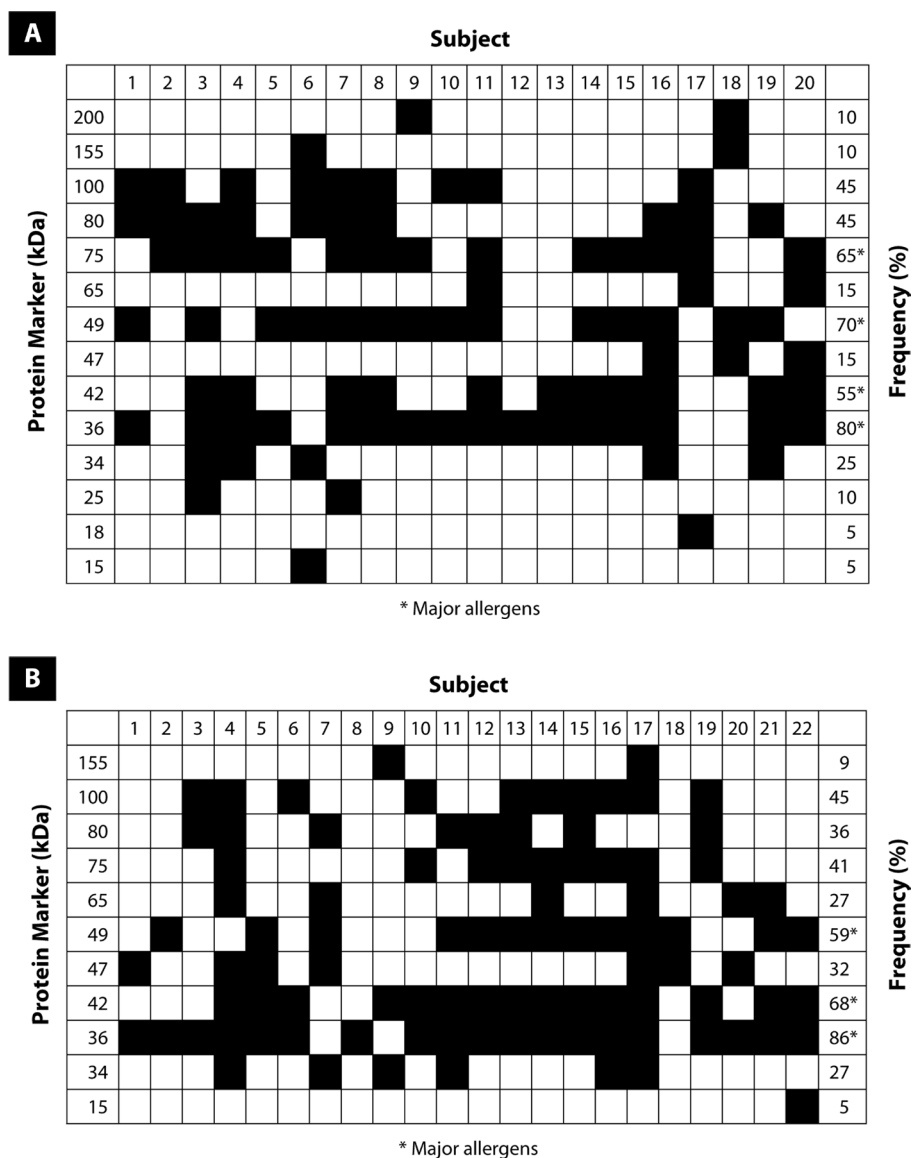 A
Subject
1 2 3 4 5 6 7 8 9 10 11 12 13 14 15 16 17 18 19 20
Protein Marker (kDa)
Frequency (%)
200 10
155 10
100 45
80 45
75 65*
65 15
49 70*
47 15
42 55*
36 80*
34 25
25 10
18 5
15 5
* Major allergens
B
Subject
1 2 3 4 5 6 7 8 9 10 11 12 13 14 15 16 17 18 19 20 21 22
Protein Marker (kDa)
Frequency (%)
155 9
100 45
80 36
75 41
65 27
49 59*
47 32
42 68*
36 86*
34 27
15 5
* Major allergens